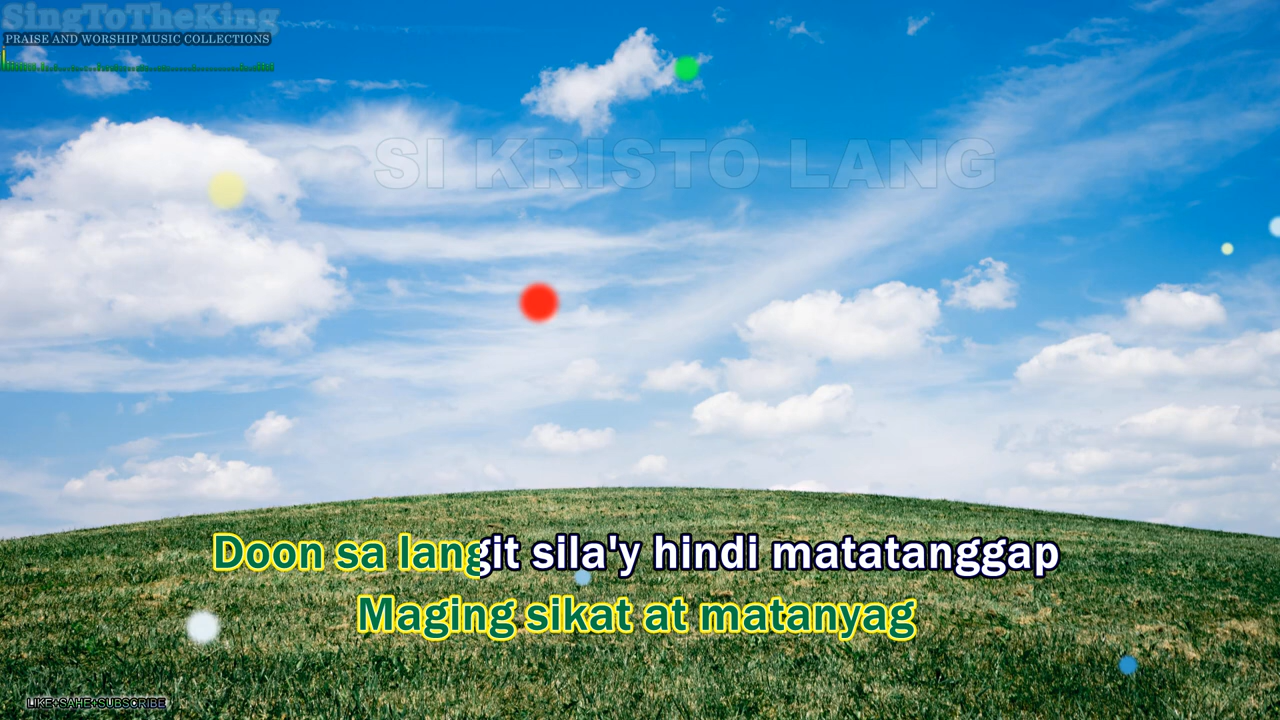 SingToTheKing
PRAISE AND WORSHIP MUSIC COLLECTIONS
SI KRISTO LANG
Doon sa langit sila'y hindi matatanggap
Maging sikat at matanyag
LIKE+SAHE+SUBSCRIBE